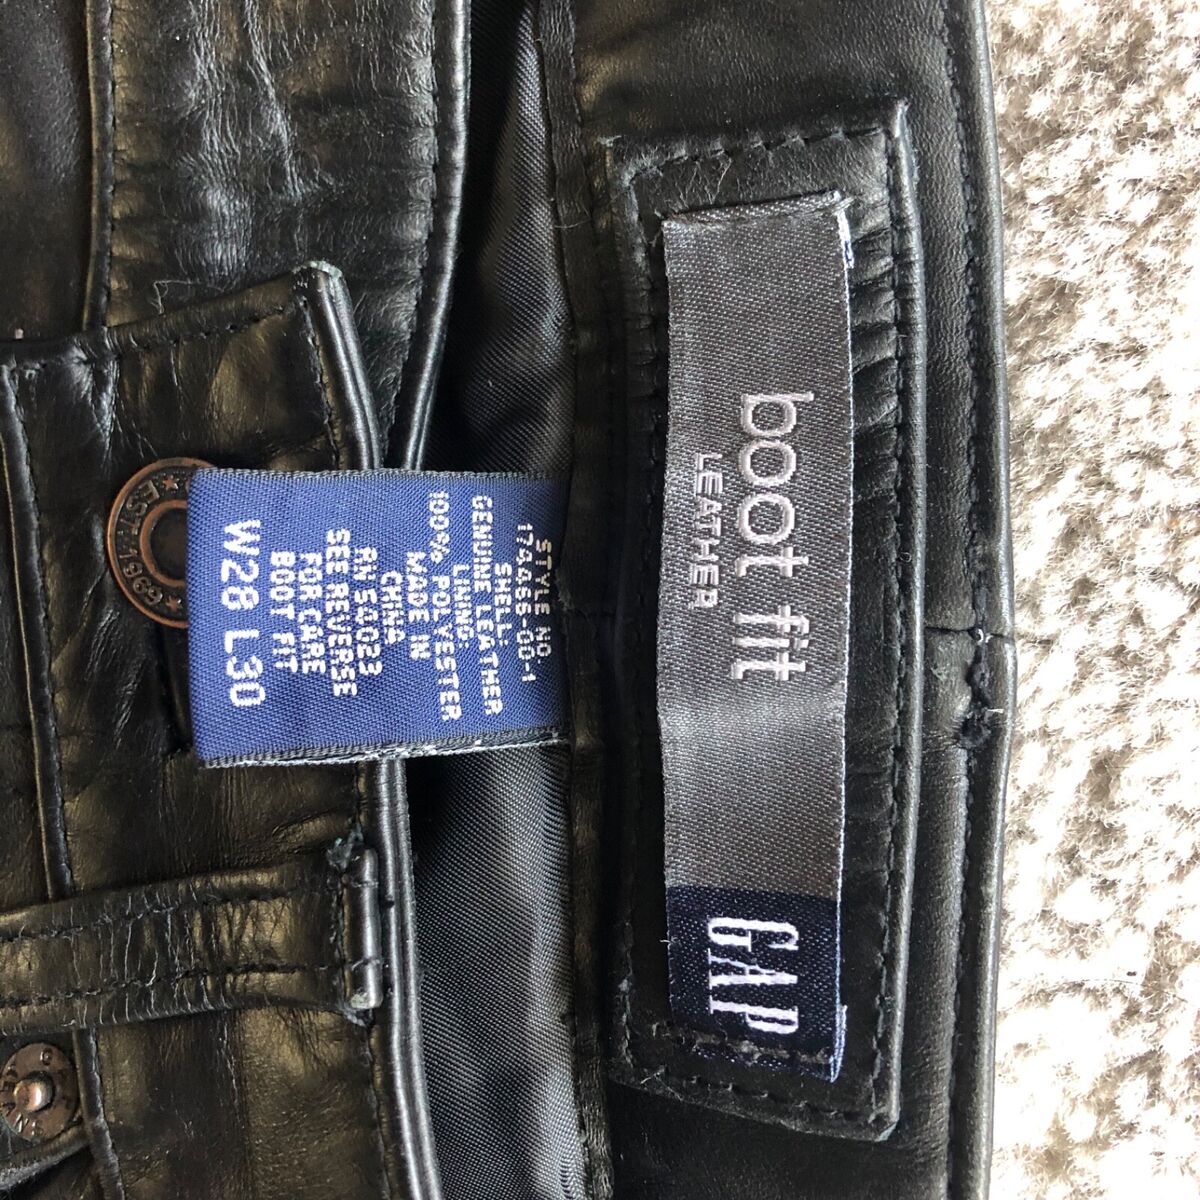 boot fit
LEATHER
GAP
STYLE NO.
174465-00-1
SHELL:
GENUINE LEATHER
LINING:
100% POLYESTER
MADE IN
CHINA
RN 54023
SEE REVERSE
FOR CARE
BOOT FIT
W28 L30